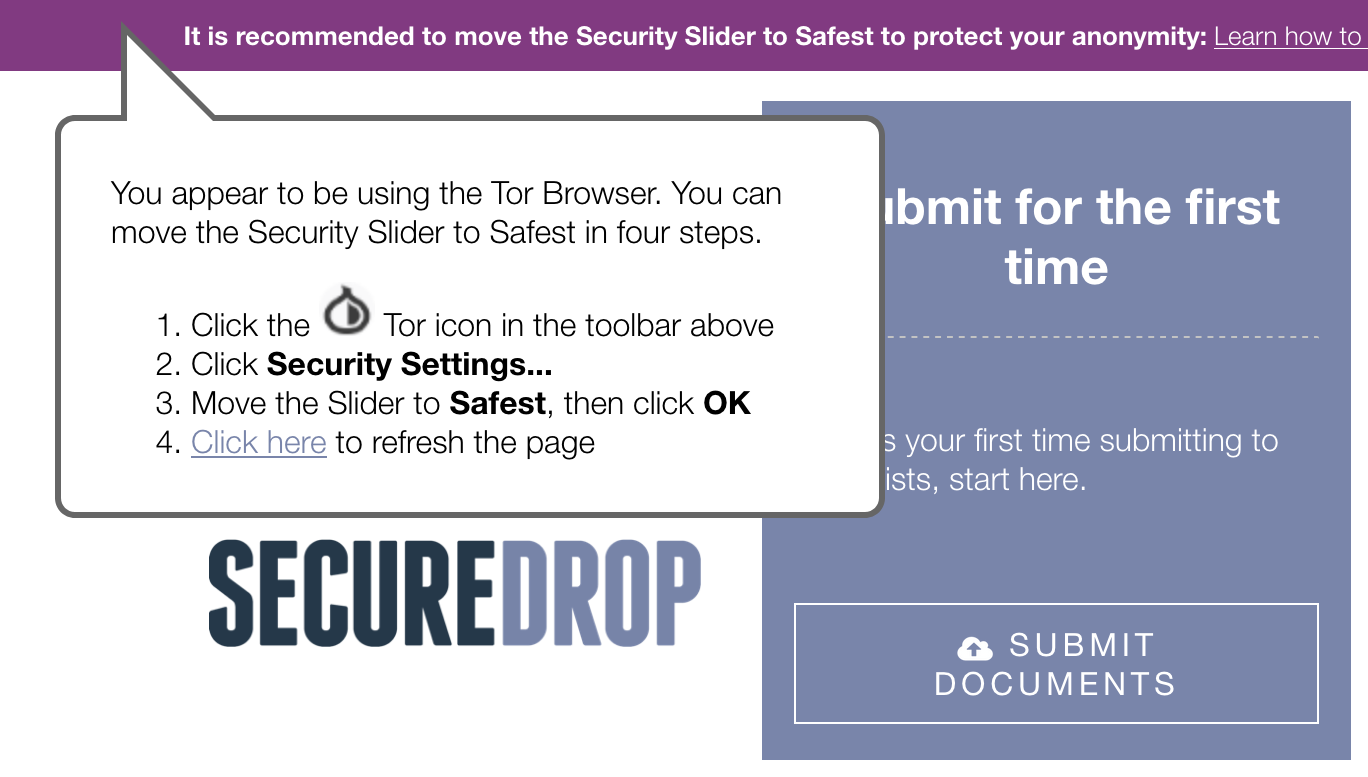 It is recommended to move the Security Slider to Safest to protect your anonymity: Learn how to
You appear to be using the Tor Browser. You can
move the Security Slider to Safest in four steps.
1. Click the Tor icon in the toolbar above
2. Click Security Settings...
3. Move the Slider to Safest, then click OK
4. Click here to refresh the page
SECUREDROP
ubmit for the first
time
s your first time submitting to
ists, start here.
SUBMIT
DOCUMENTS